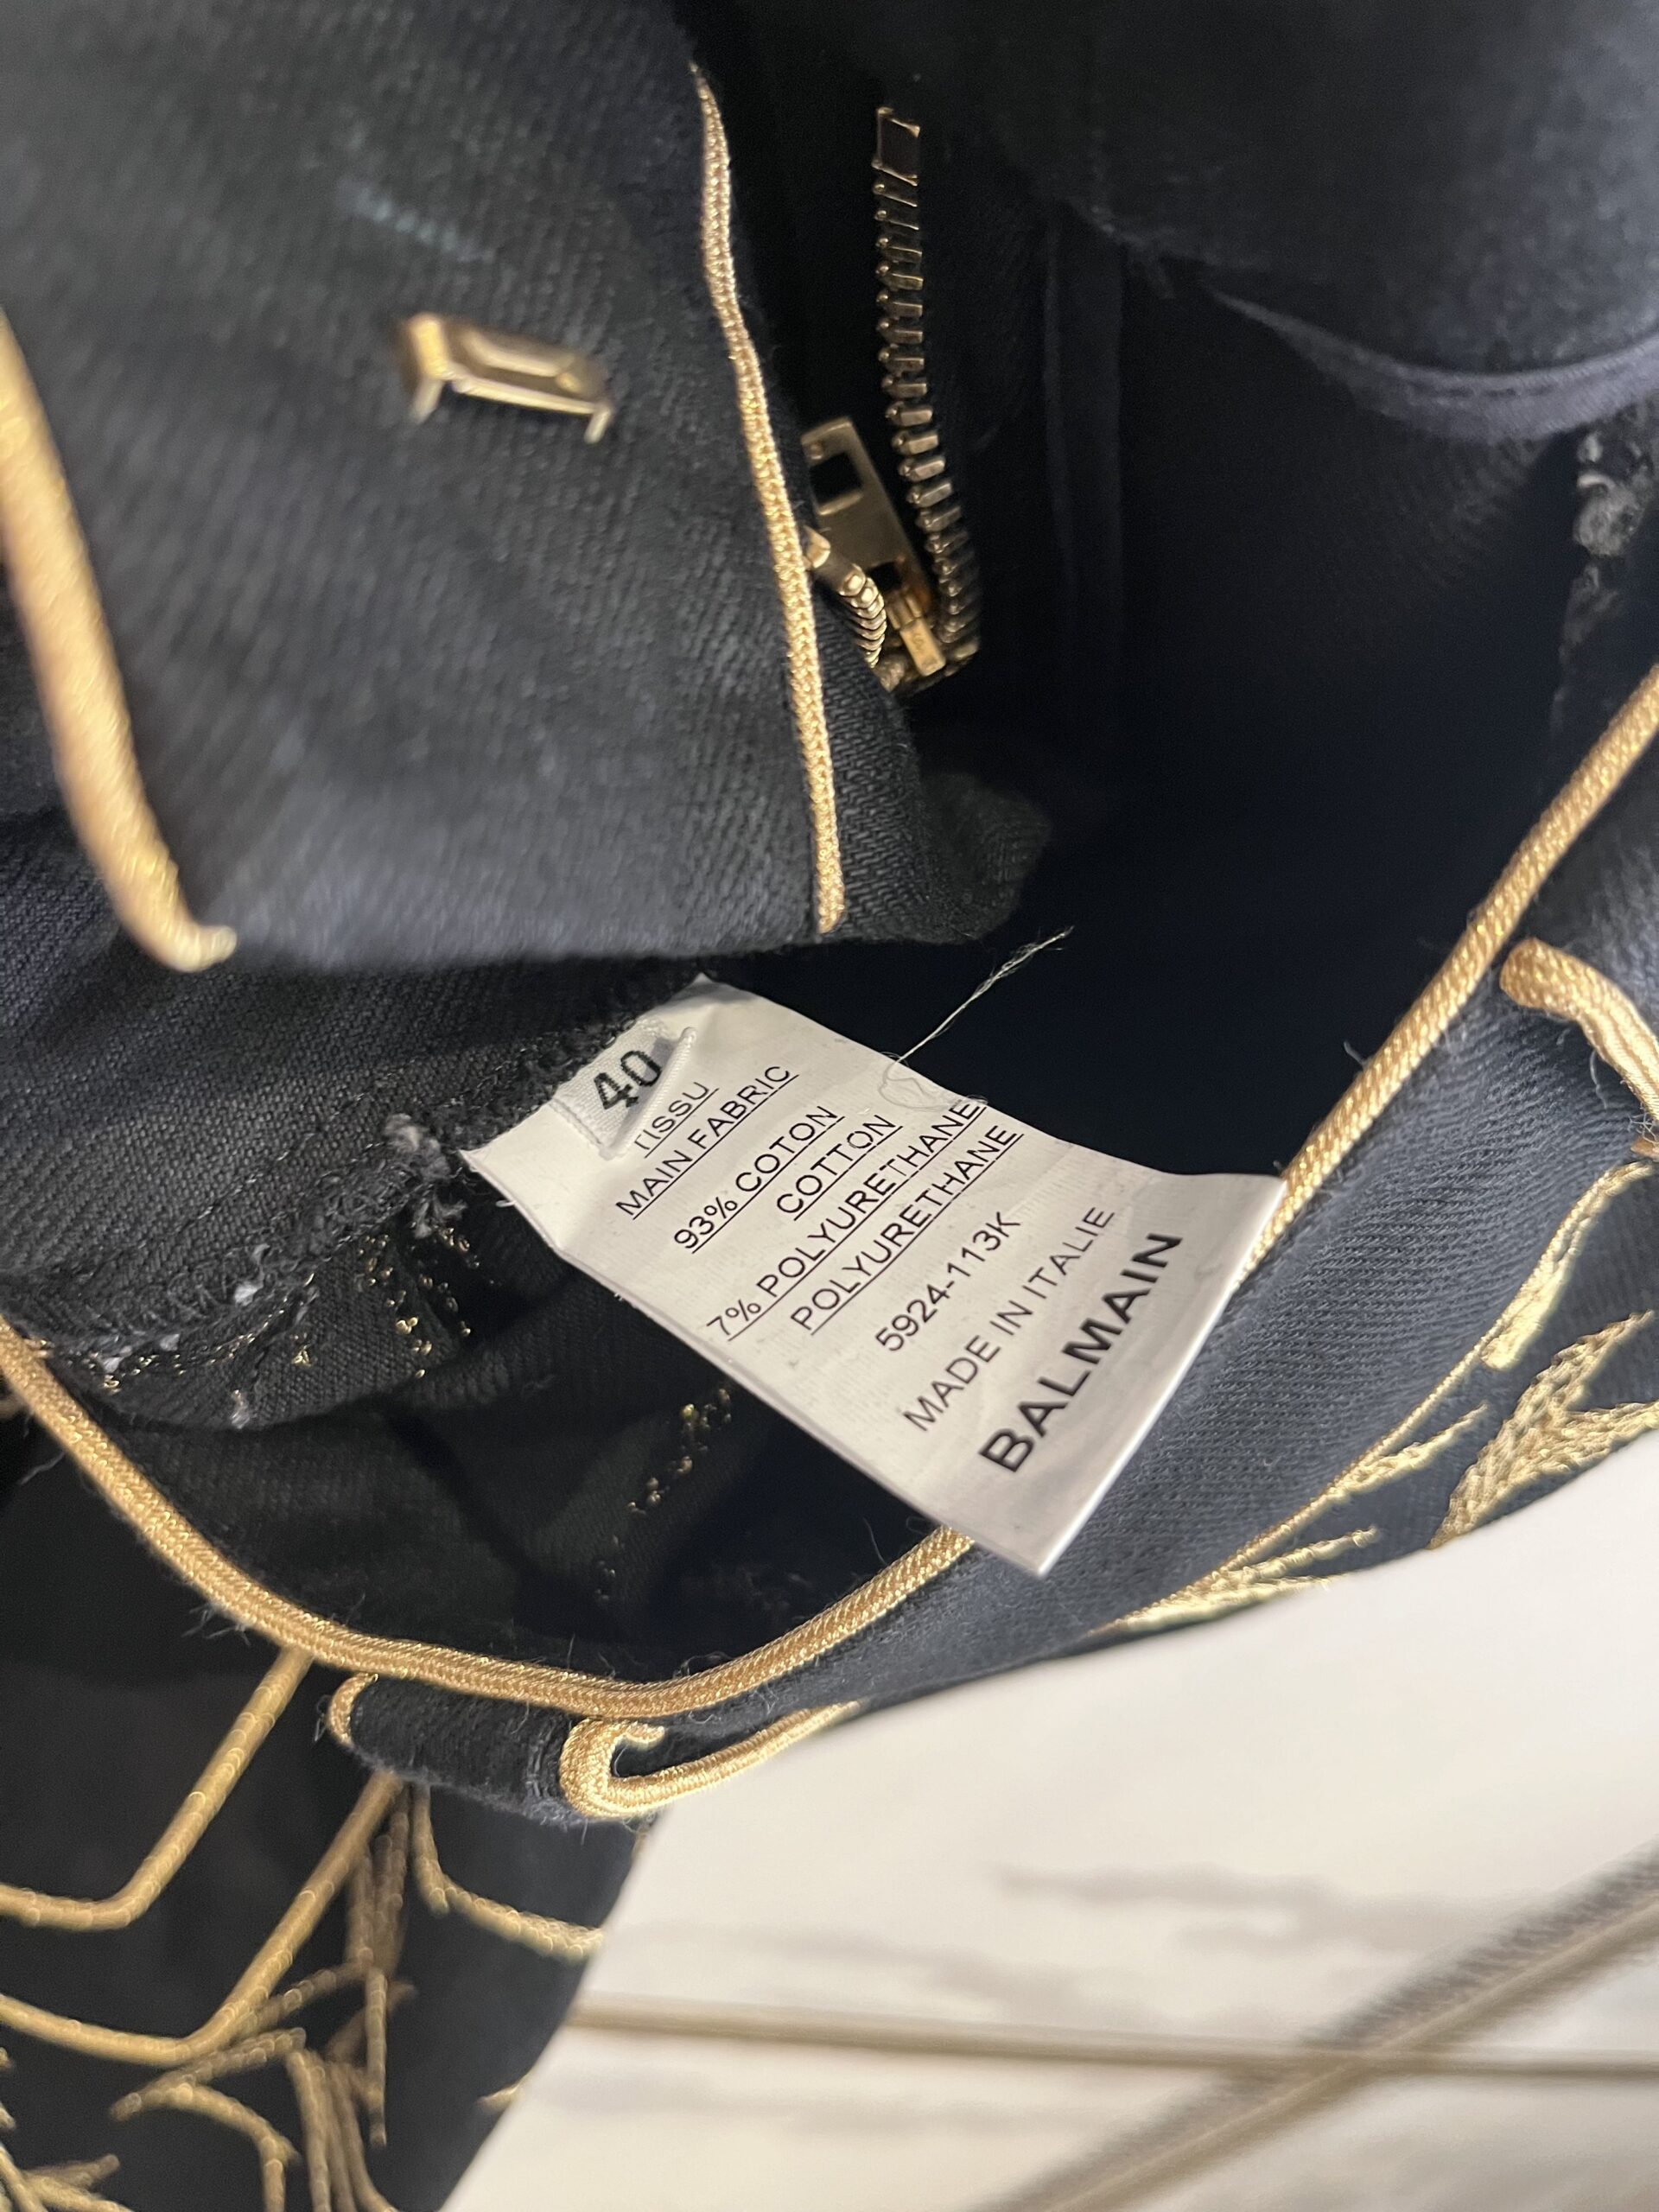 40
TISSU
MAIN FABRIC
93% COTON
COTTON
7% POLYURETHANE
POLYURETHANE
5924-113K
MADE IN ITALIE
BALMAIN